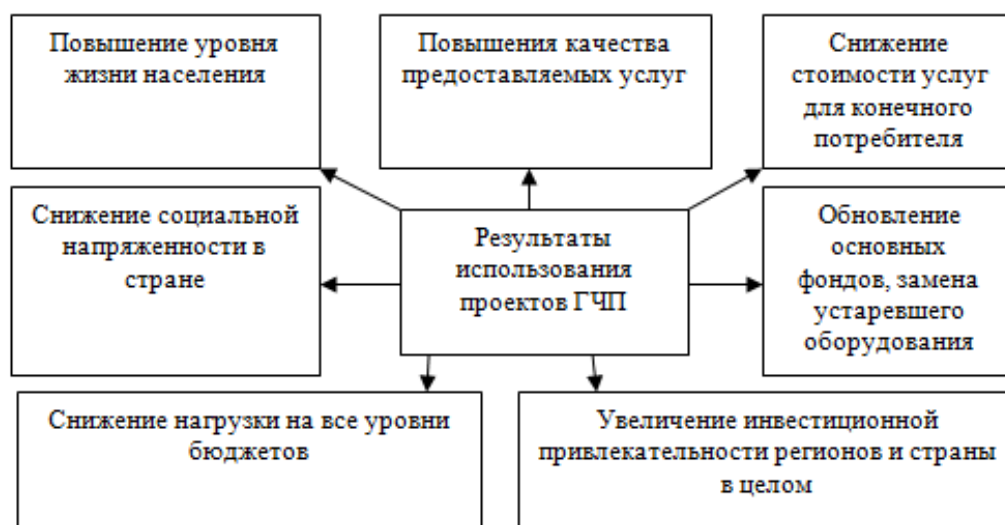 Повышение уровня
жизни населения
Повышения качества
предоставляемых услуг
Снижение
стоимости услуг
для конечного
потребителя
Снижение социальной
напряженности в
стране
Результаты
использования
проектов ГЧП
Обновление
основных
фондов, замена
устаревшего
оборудования
Снижение нагрузки на все уровни
бюджетов
Увеличение инвестиционной
привлекательности регионов и страны
в целом